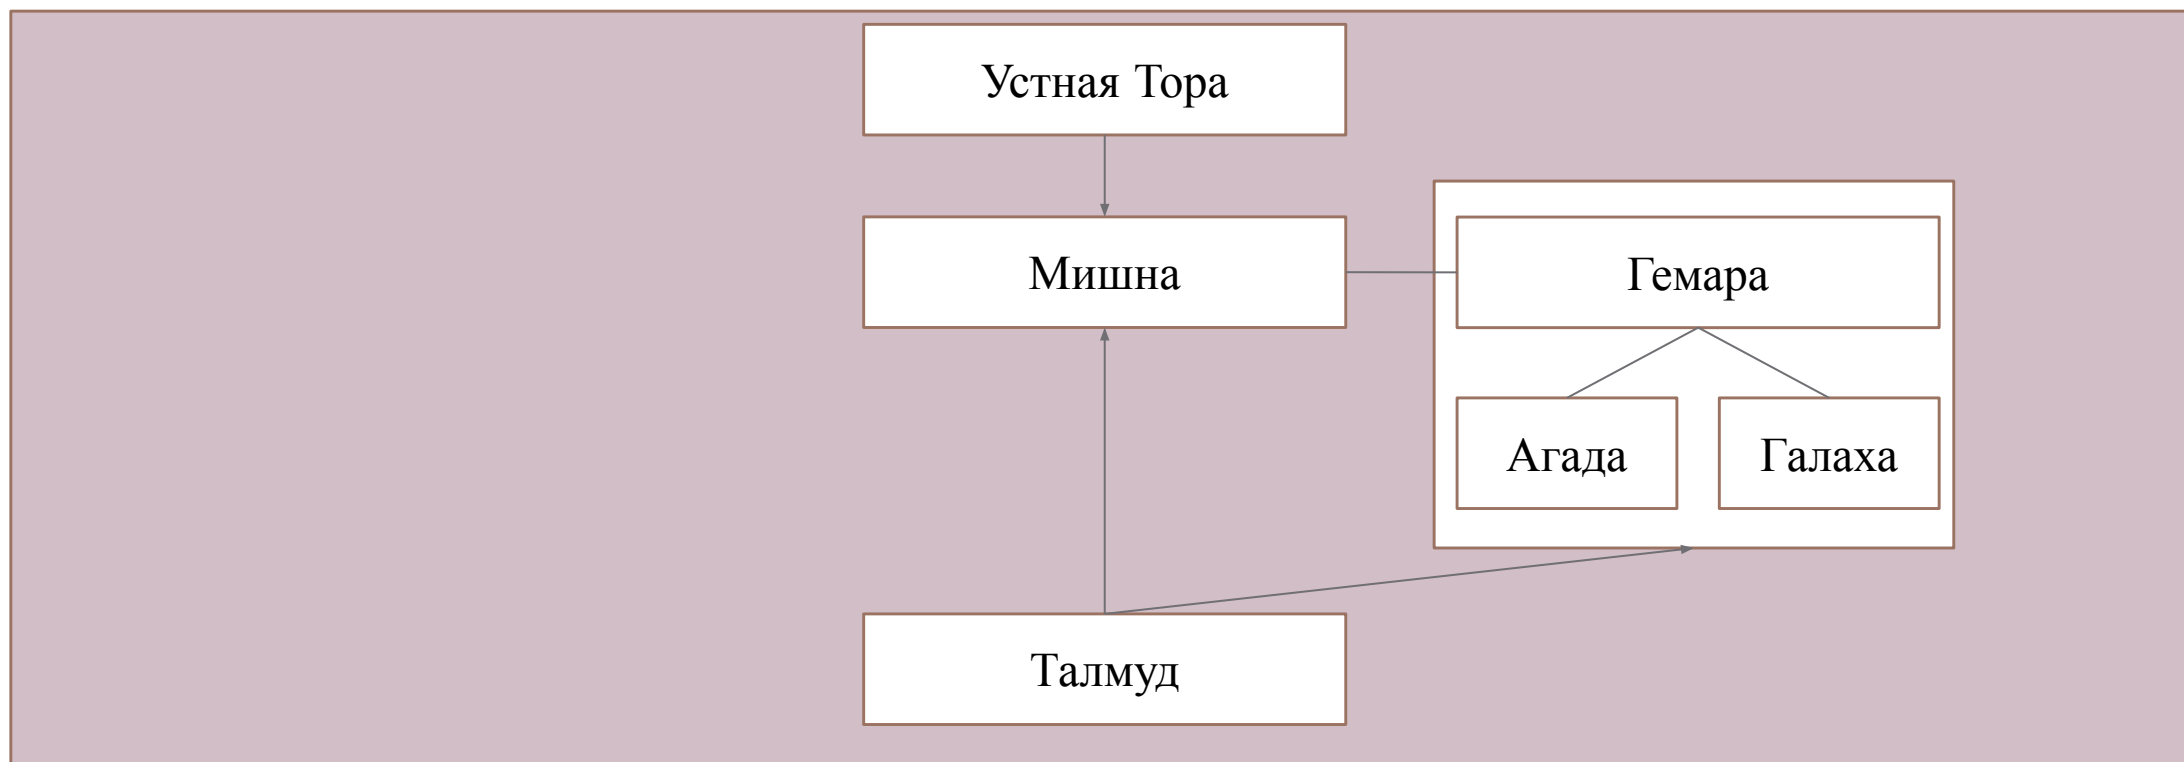 Устная Тора
Мишна
Гемара
Агада
Галаха
Талмуд